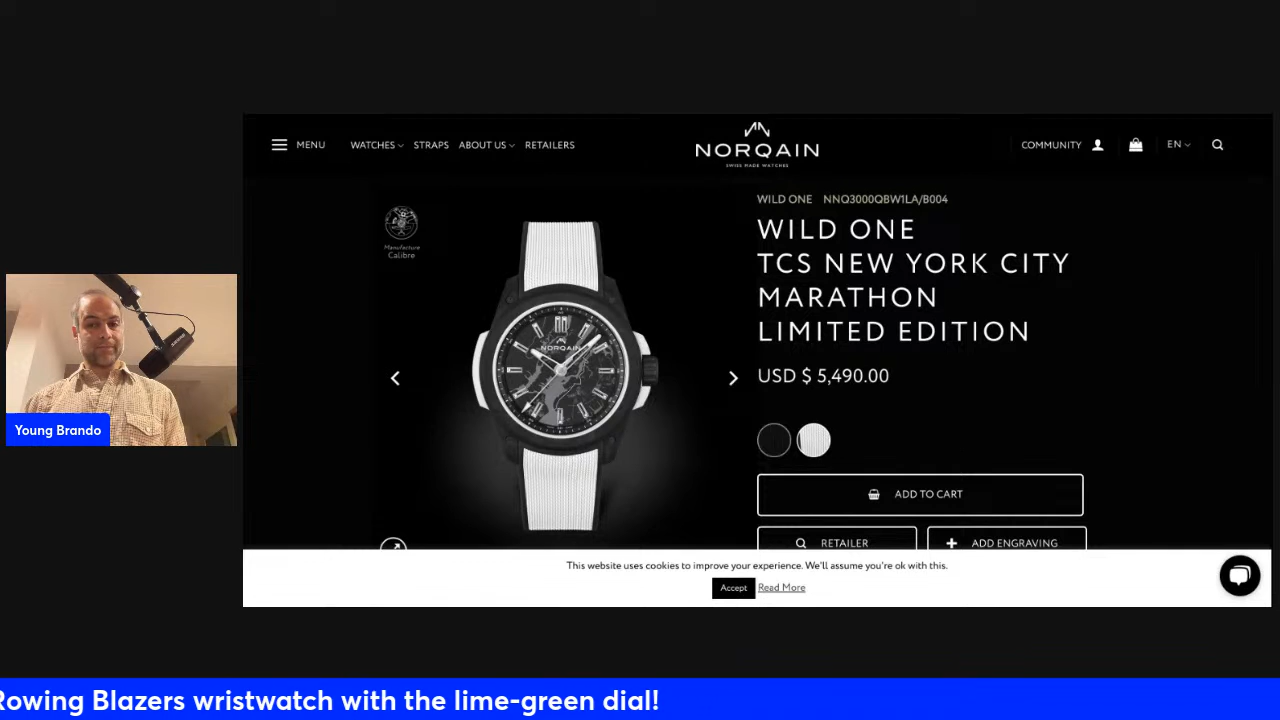 MENU
WATCHES
STRAPS
ABOUT US
RETAILERS
NORQAIN
SWISS MADE WATCHES
COMMUNITY
EN
Manufacture
Calibre
NORQAIN
WILD ONE NNQ3000QBW1LA/B004
WILD ONE
TCS NEW YORK CITY
MARATHON
LIMITED EDITION
USD $ 5,490.00
ADD TO CART
RETAILER
ADD ENGRAVING
This website uses cookies to improve your experience. We'll assume you're ok with this.
Accept Read More
Young Brando
Rowing Blazers wristwatch with the lime-green dial!